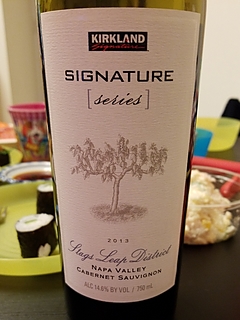 KIRKLAND
Signature
SIGNATURE
[series]
2013
Stags Leap District
NAPA VALLEY
CABERNET SAUVIGNON
ALC 14.6% BY VOL / 750 mL